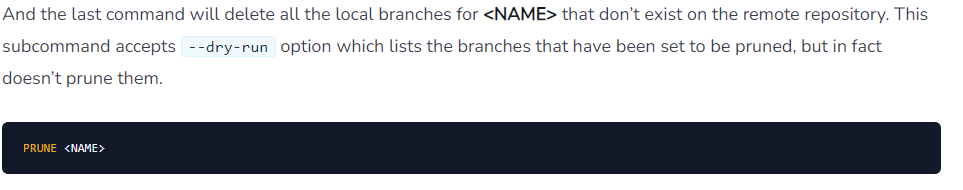 And the last command will delete all the local branches for <NAME> that don’t exist on the remote repository. This
subcommand accepts --dry-run option which lists the branches that have been set to be pruned, but in fact
doesn’t prune them.
PRUNE <NAME>